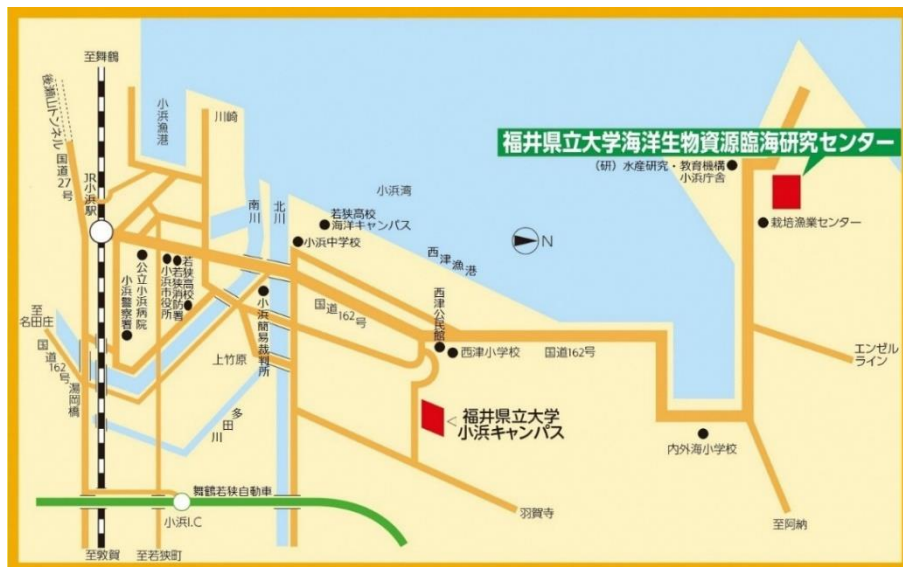 至舞鶴
後瀬山トンネル
国道27号
JR小浜駅
小浜漁港
川崎
南川
北川
小浜湾
若狭高校
海洋キャンパス
小浜中学校
西津漁港
福井県立大学海洋生物資源臨海研究センター
(研)水産研究・教育機構
小浜庁舎
栽培漁業センター
N
公立小浜病院
小浜警察署
小浜市役所
若狭消防署
若狭高校
小浜簡易裁判所
国道162号
西津公民館
西津小学校
国道162号
エンゼル
ライン
至
名田庄
国道162号
湯岡橋
上竹原
多田川
福井県立大学
小浜キャンパス
内外海小学校
舞鶴若狭自動車
小浜I.C
羽賀寺
至阿納
至敦賀
至若狭町